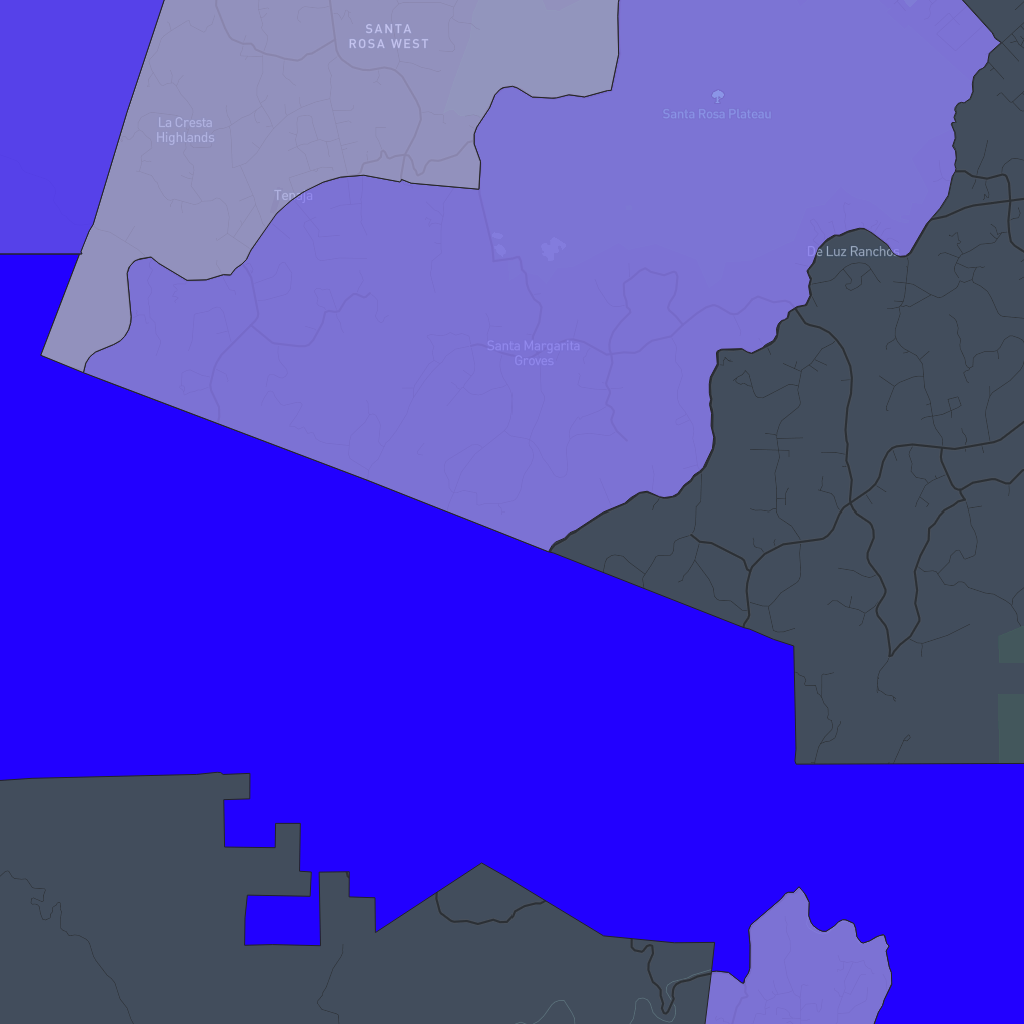 SANTA
ROSA WEST
Santa Rosa Plateau
La Cresta
Highlands
Tenaja
De Luz Ranchos
Santa Margarita
Groves